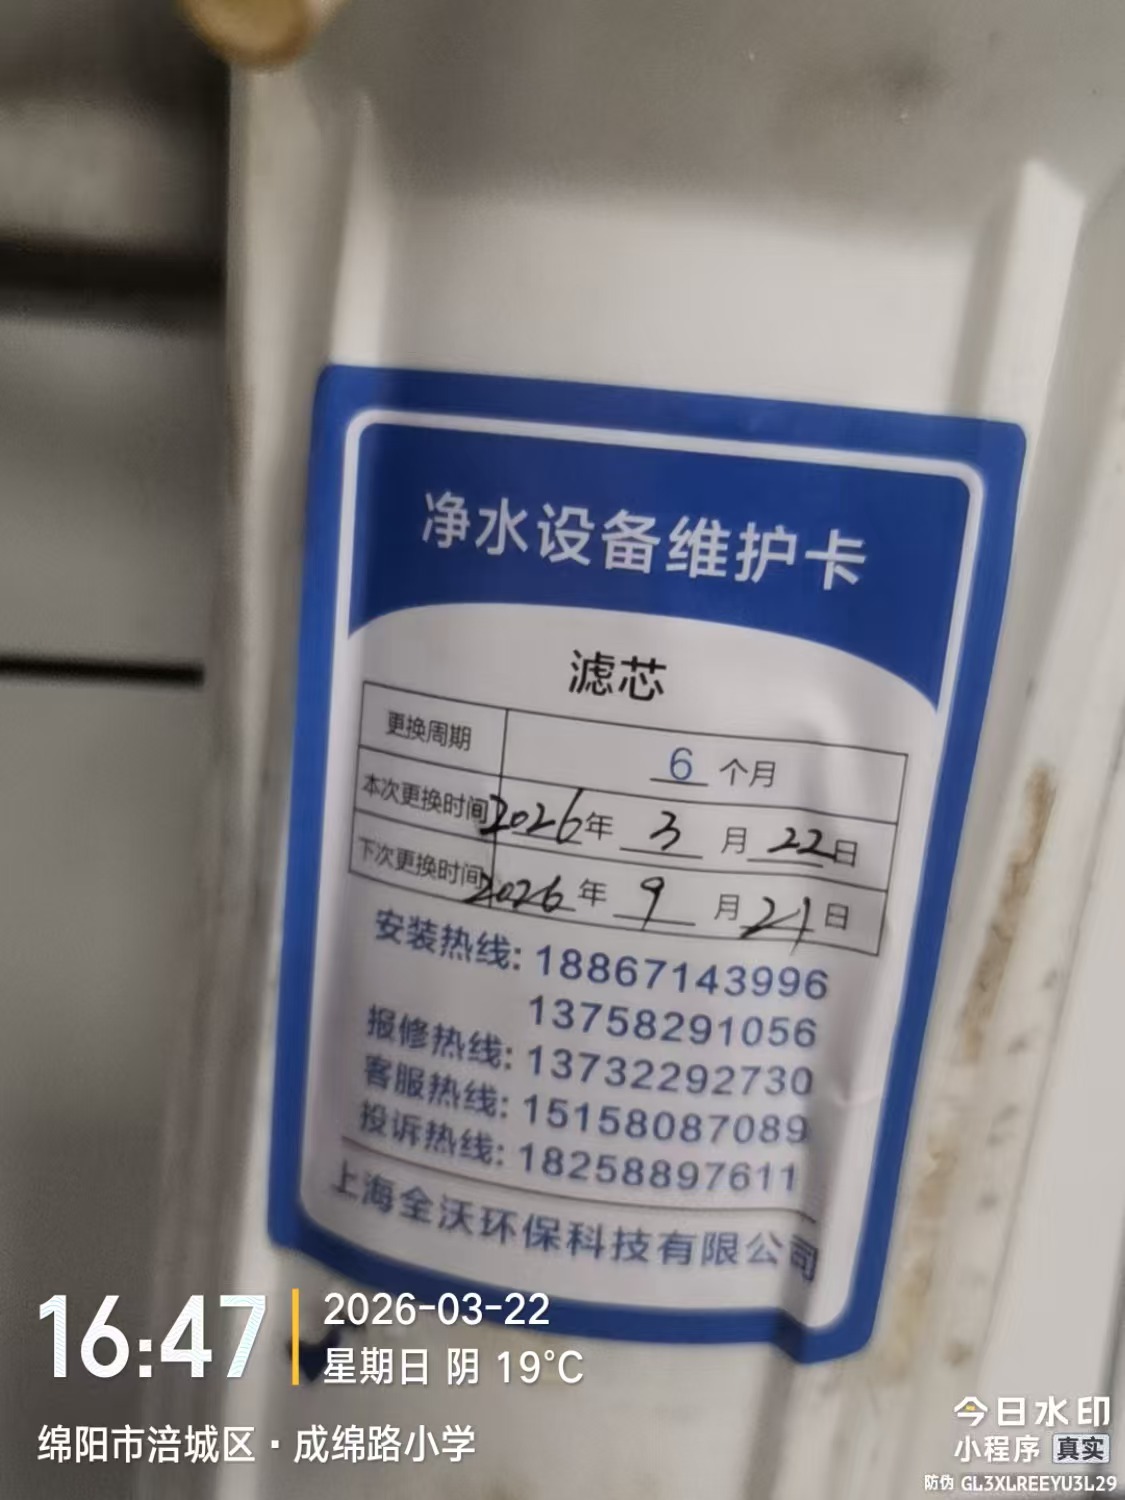 净水设备维护卡
滤芯
更换周期 6 个月
本次更换时间 2026年 3 月 22日
下次更换时间 2026 年 9 月 21 日
安装热线: 18867143996
13758291056
报修热线: 13732292730
客服热线: 15158087089
投诉热线: 18258897611
上海全沃环保科技有限公司
16:47
2026-03-22
星期日 阴 19°C
绵阳市涪城区·成绵路小学
今日水印
小程序 真实
防伪 GL3XLREEYU3L29